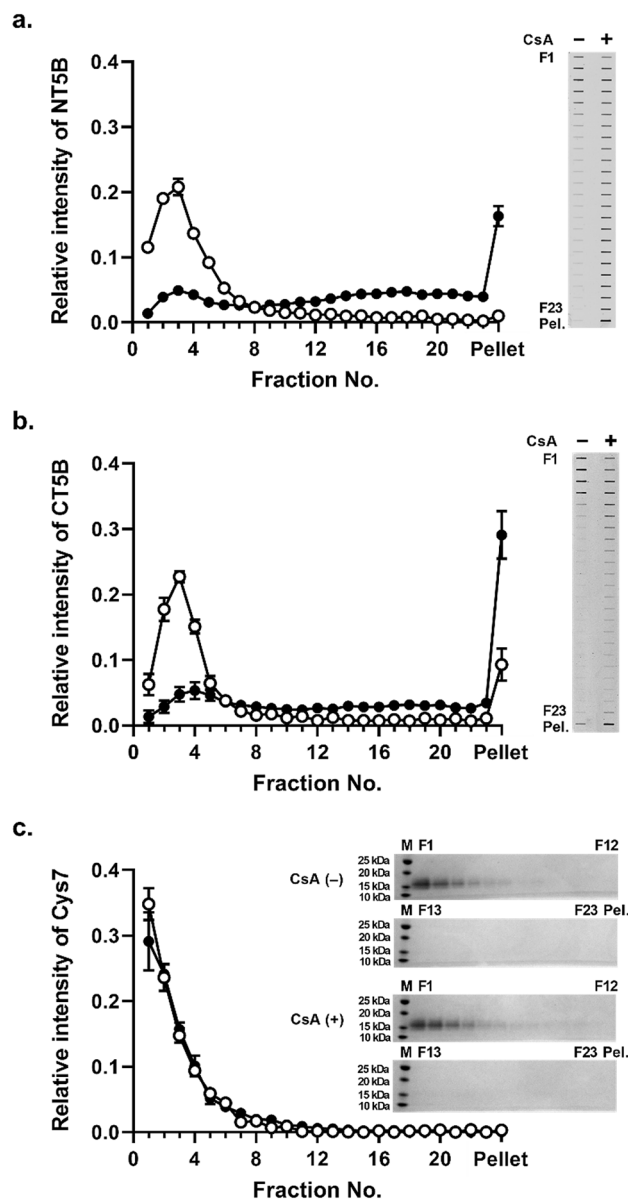 a.
CsA − +
F1
F23
Pel.
Relative intensity of NT5B
0.4
0.3
0.2
0.1
0.0
4 8 12 16 20 Pellet
Fraction No.
b.
CsA − +
F1
F23
Pel.
Relative intensity of CT5B
0.4
0.3
0.2
0.1
0.0
4 8 12 16 20 Pellet
Fraction No.
c.
Relative intensity of Cys7
0.4
0.3
0.2
0.1
0.0
4 8 12 16 20 Pellet
Fraction No.
M F1 F12
CsA (−)
25 kDa
20 kDa
15 kDa
10 kDa
M F13 F23 Pel.
25 kDa
20 kDa
15 kDa
10 kDa
M F1 F12
CsA (+)
25 kDa
20 kDa
15 kDa
10 kDa
M F13 F23 Pel.
25 kDa
20 kDa
15 kDa
10 kDa